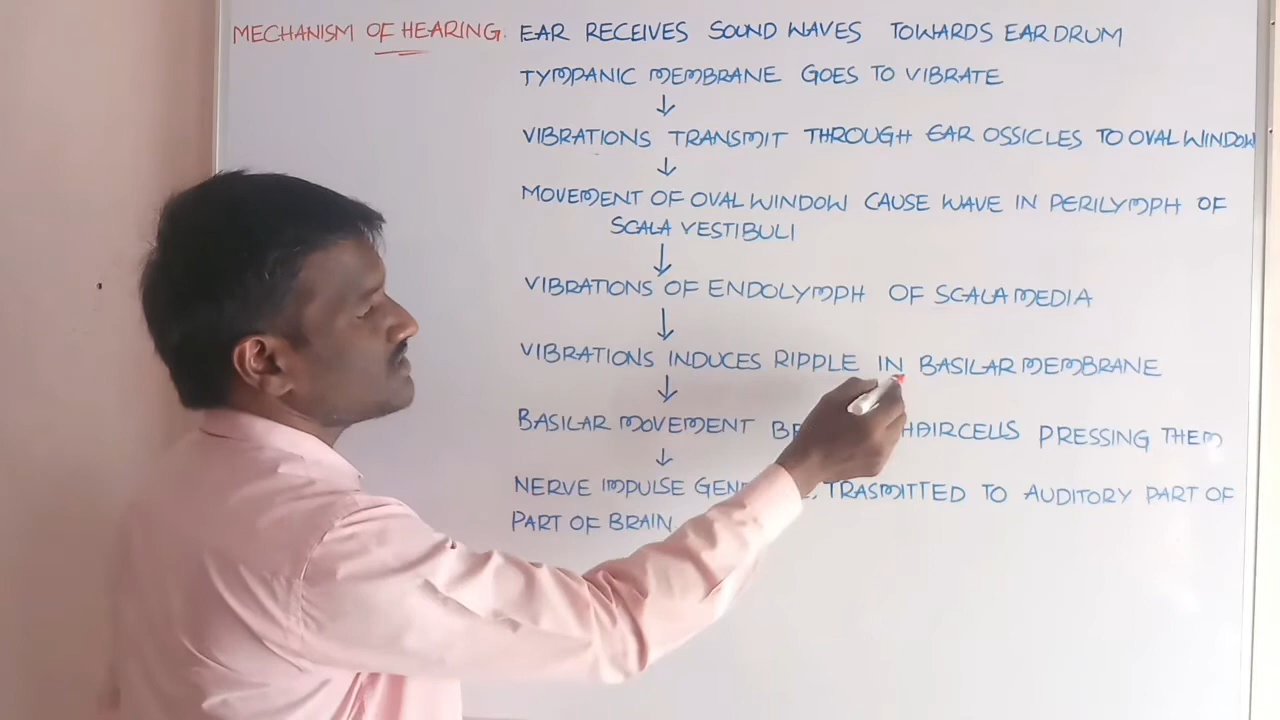 MECHANISM OF HEARING: EAR RECEIVES SOUND WAVES TOWARDS EARDRUM
TYMPANIC MEMBRANE GOES TO VIBRATE
↓
VIBRATIONS TRANSMIT THROUGH EAR OSSICLES TO OVAL WINDOW
↓
MOVEMENT OF OVAL WINDOW CAUSE WAVE IN PERILYMPH OF
SCALA VESTIBULI
↓
VIBRATIONS OF ENDOLYMPH OF SCALA MEDIA
↓
VIBRATIONS INDUCES RIPPLE IN BASILAR MEMBRANE
↓
BASILAR MOVEMENT HAIRCELLS PRESSING THEM
↓
NERVE IMPULSE TRASMITTED TO AUDITORY PART OF
PART OF BRAIN.